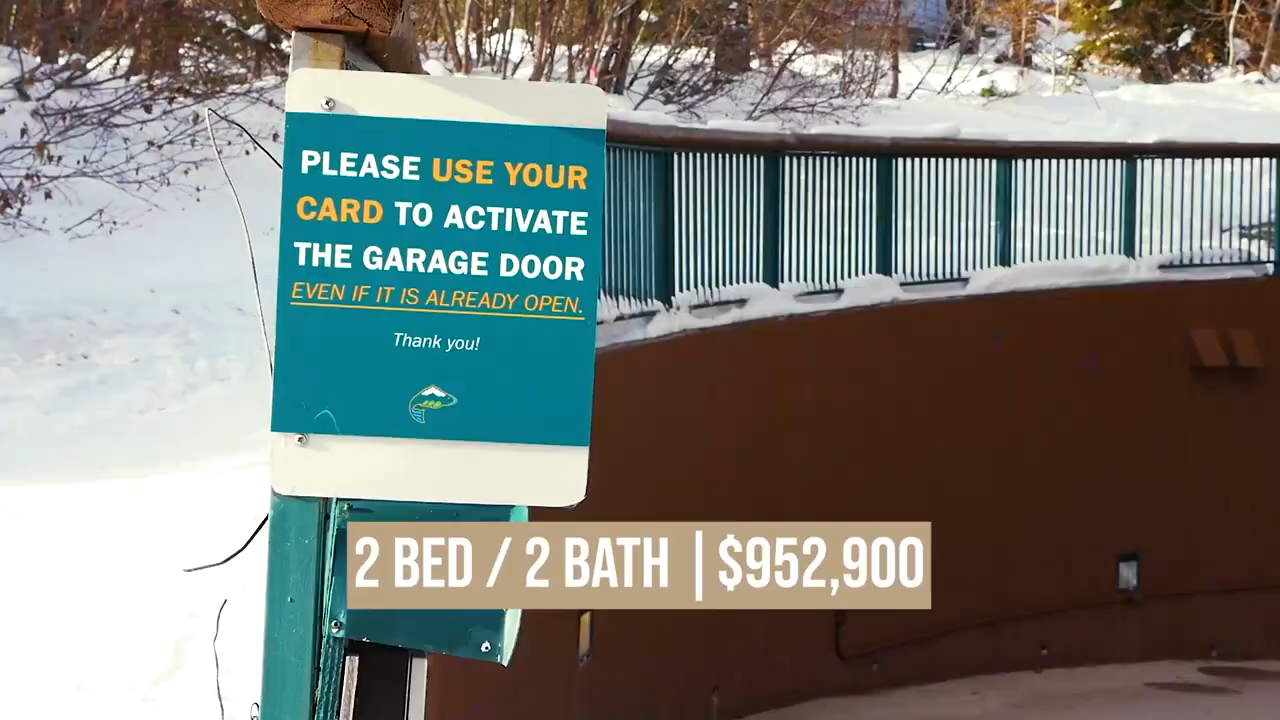 PLEASE USE YOUR
CARD TO ACTIVATE
THE GARAGE DOOR
EVEN IF IT IS ALREADY OPEN.
Thank you!
2 BED / 2 BATH | $952,900